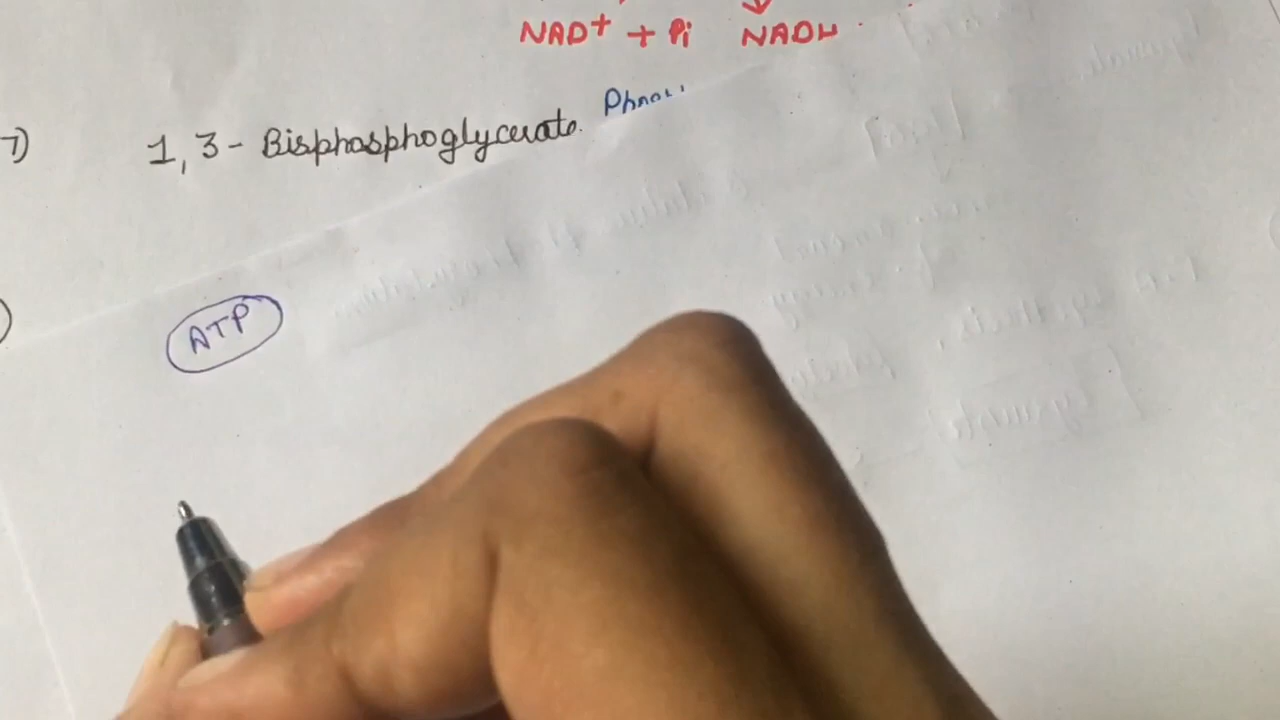 NAD+ + Pi NADH
7) 1,3- Bisphosphoglycerate
ATP